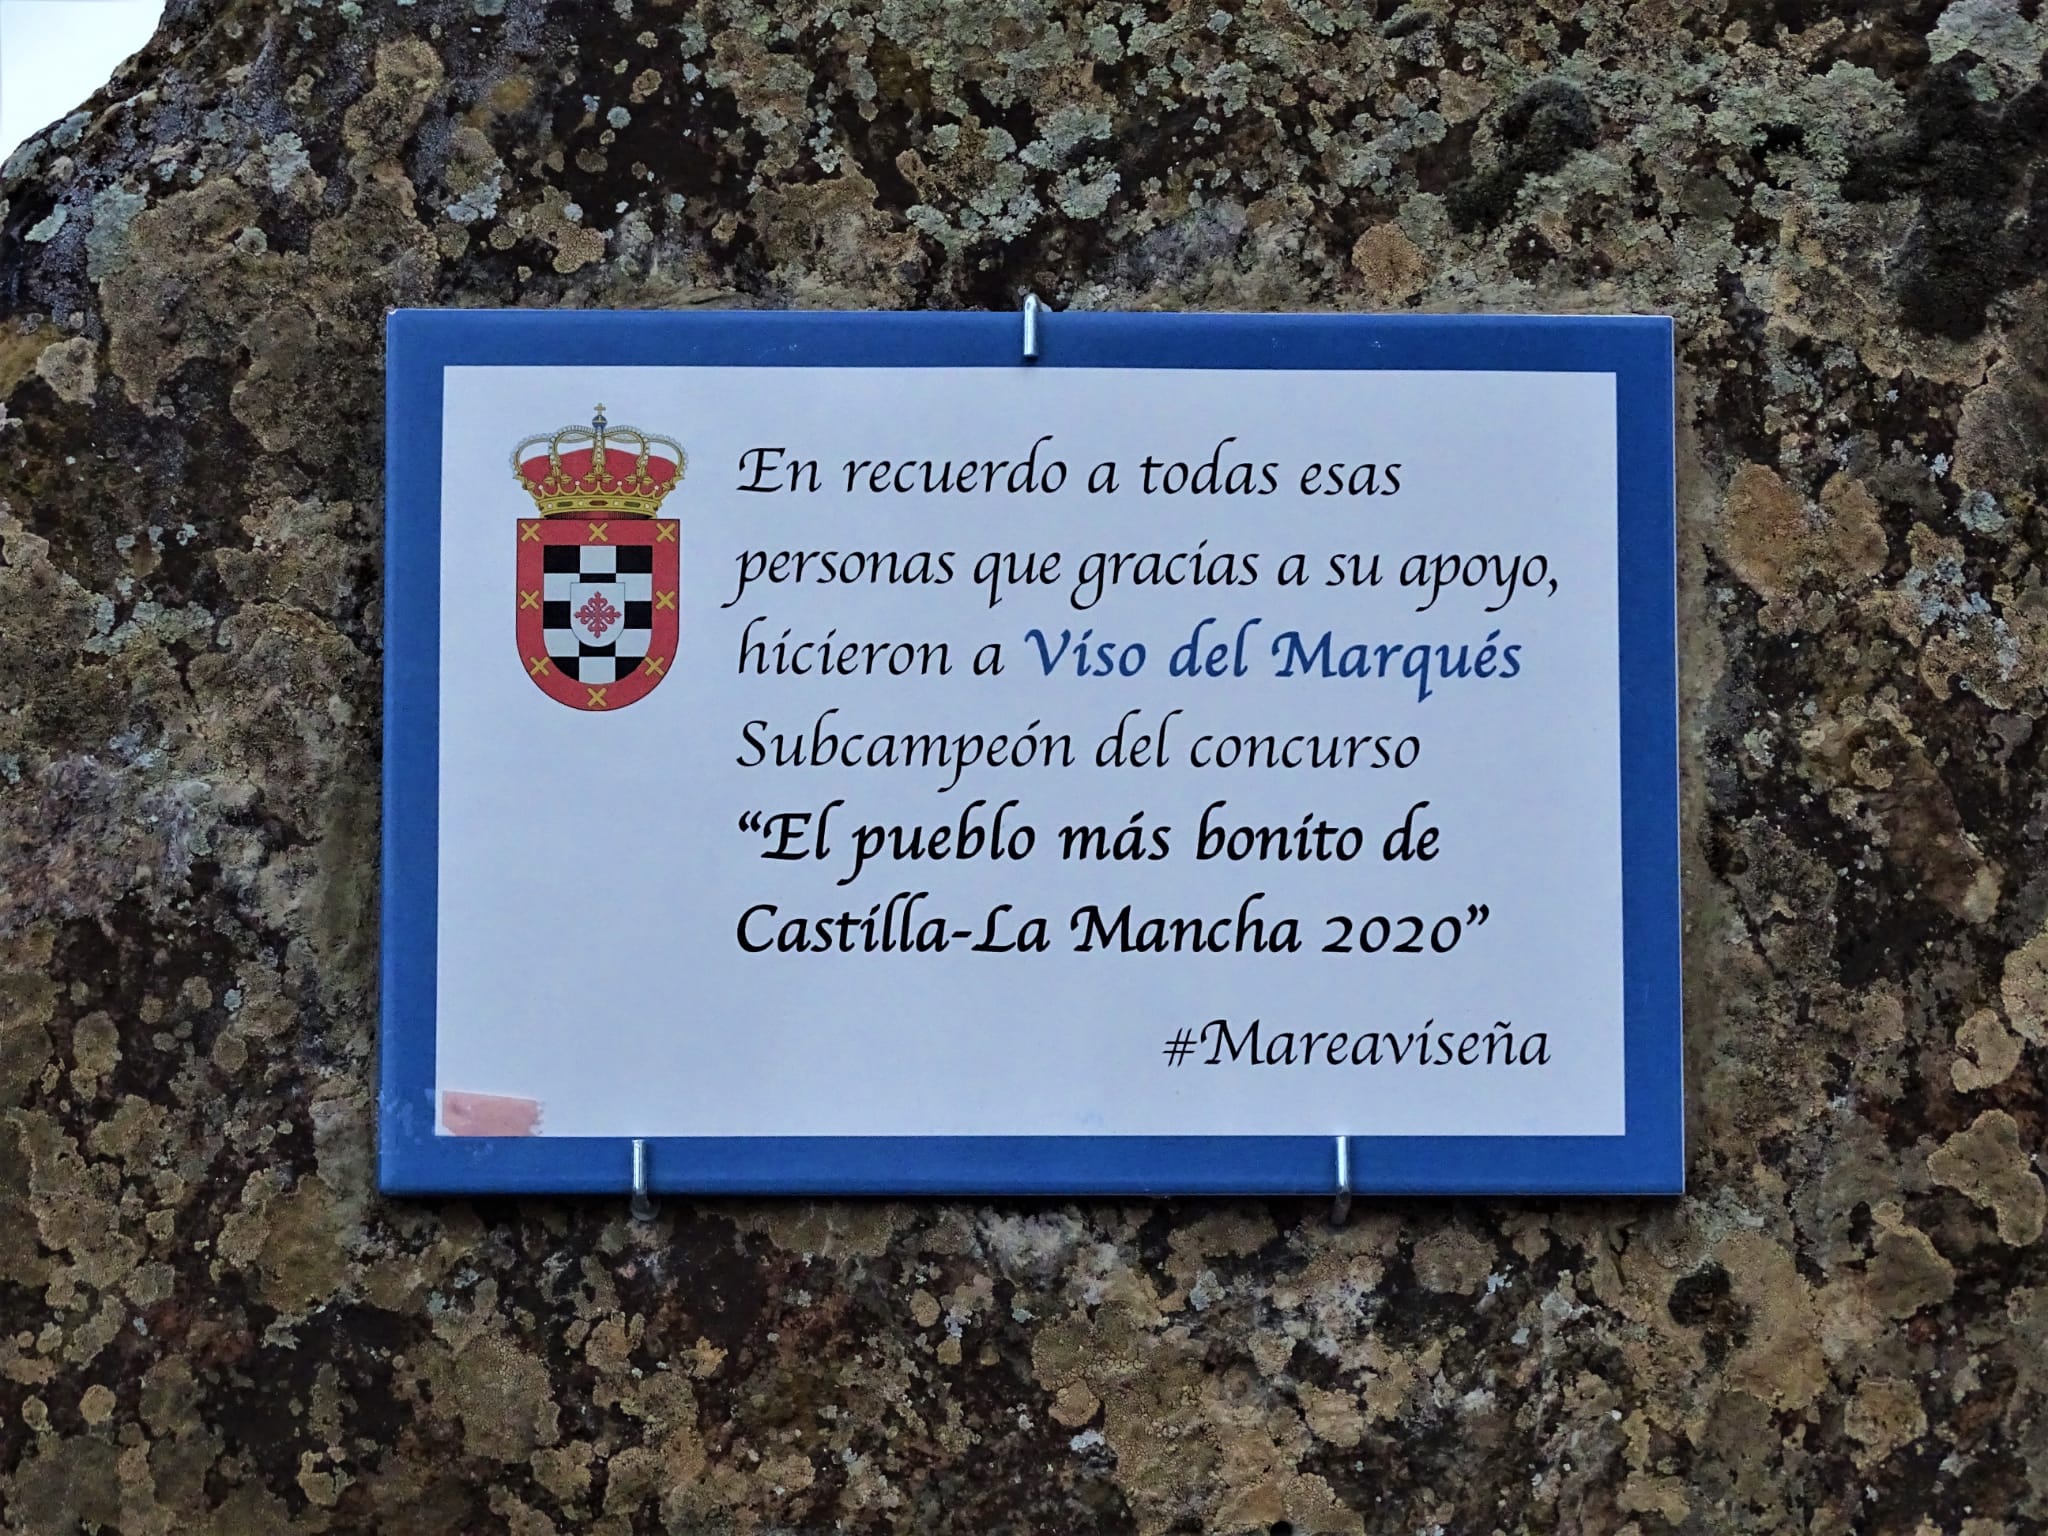 En recuerdo a todas esas
personas que gracias a su apoyo,
hicieron a Viso del Marqués
Subcampeón del concurso
“El pueblo más bonito de
Castilla-La Mancha 2020”
#Mareaviseña